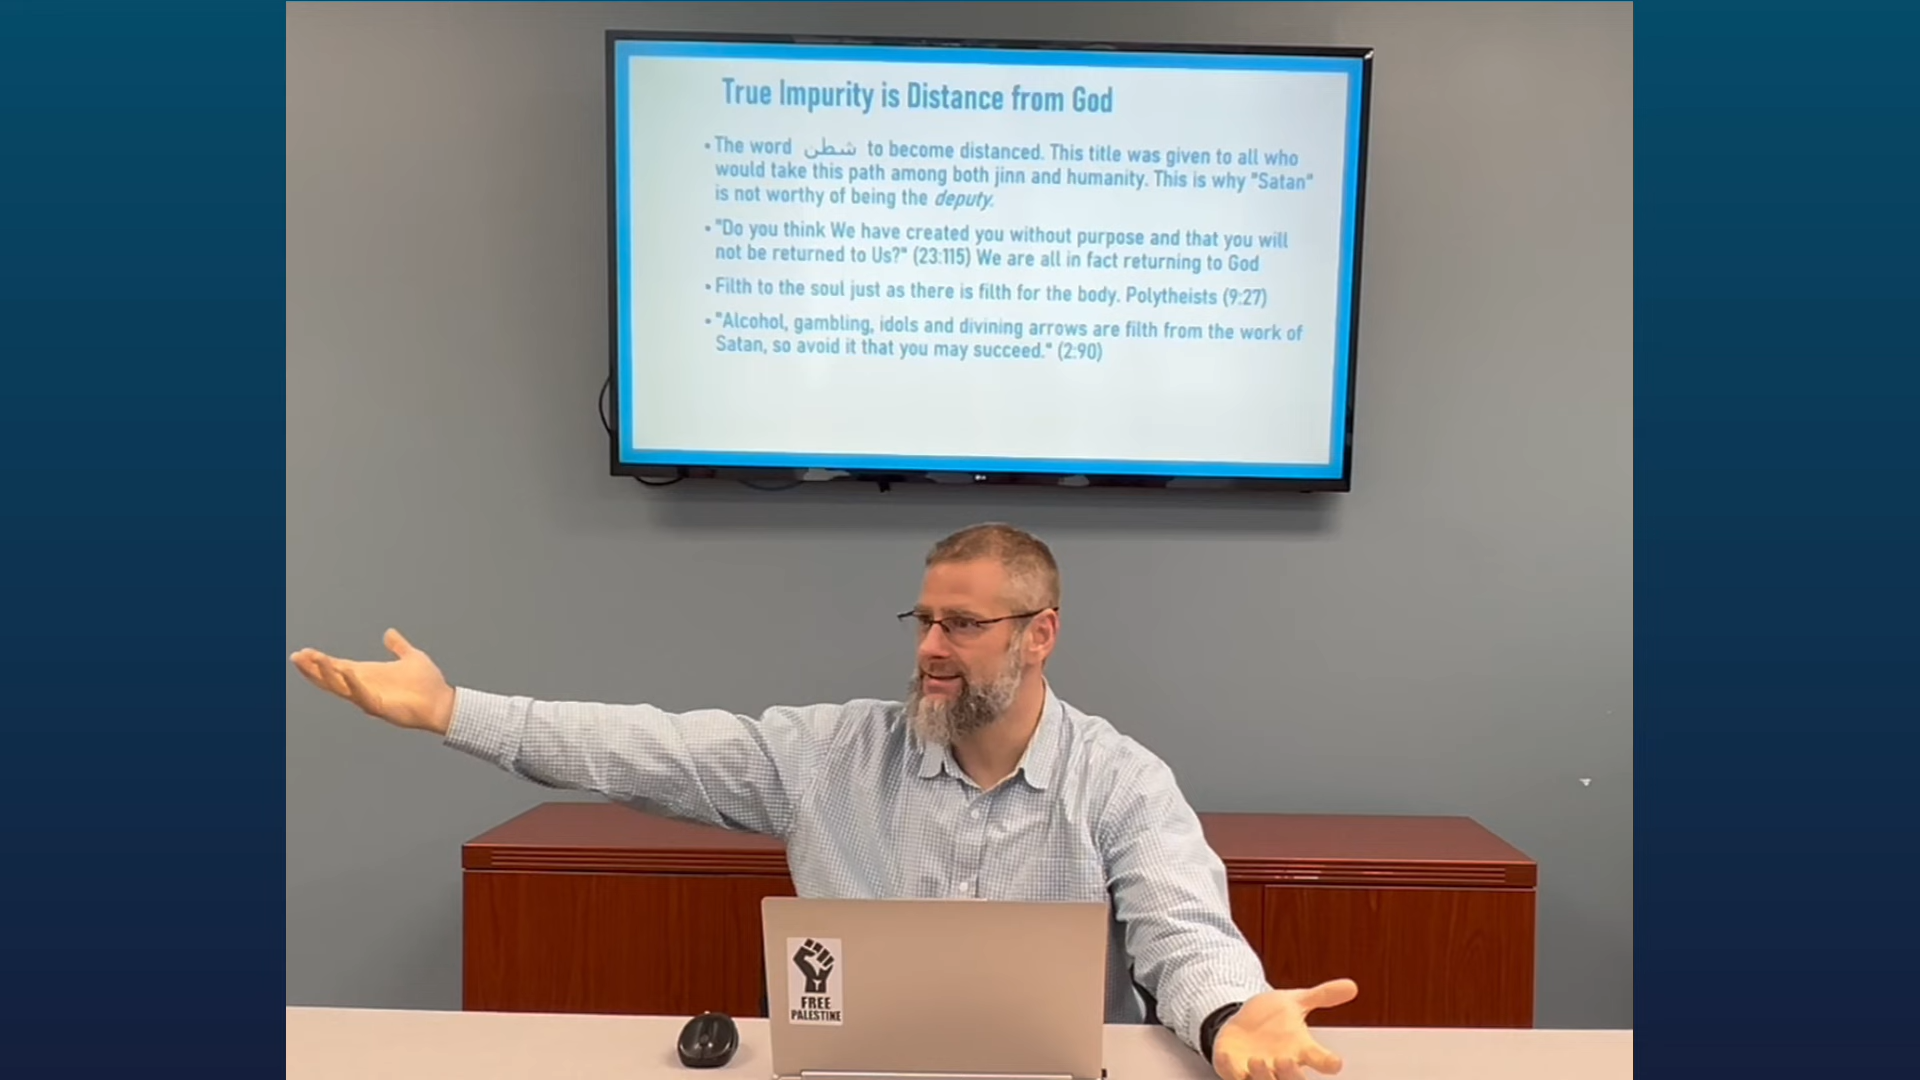 True Impurity is Distance from God
• The word شطن to become distanced. This title was given to all who
would take this path among both jinn and humanity. This is why "Satan"
is not worthy of being the deputy.
• "Do you think We have created you without purpose and that you will
not be returned to Us?" (23:115) We are all in fact returning to God
• Filth to the soul just as there is filth for the body. Polytheists (9:27)
• "Alcohol, gambling, idols and divining arrows are filth from the work of
Satan, so avoid it that you may succeed." (2:90)
LG
FREE
PALESTINE